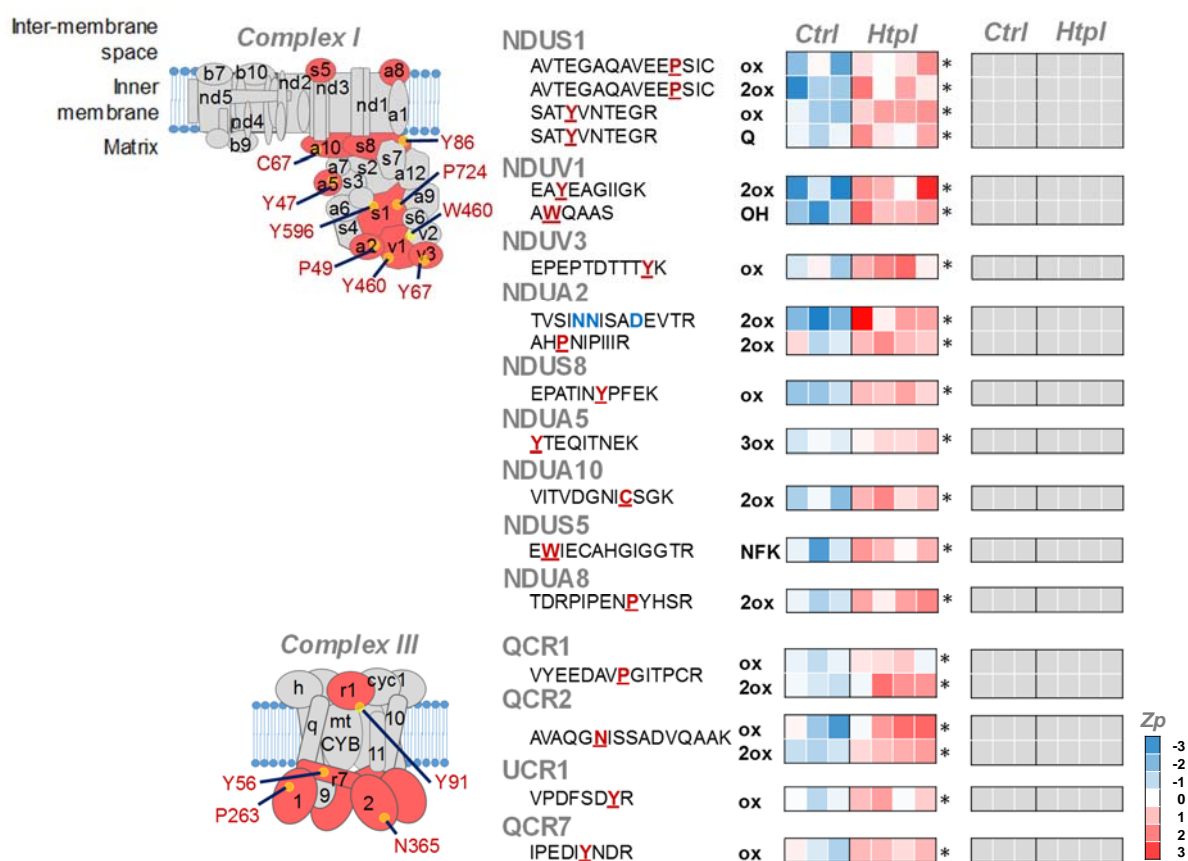 Inter-membrane
space
Inner
membrane
Matrix
Complex I
b7 b10 nd2 s5 a8
nd5 nd3 nd1 a1
nd4
b9
a10 s8 s7
a7 s2 a12
a5 s3
a6 s1 a9
s4 s6
a2 v1 v2
v3
C67
Y47
Y596
P49
Y460
Y67
Y86
P724
W460
Ctrl Htpl Ctrl Htpl
NDUS1
AVTEGAQAVEEPSIC ox *
AVTEGAQAVEEPSIC 2ox *
SATYVNTEGR ox *
SATYVNTEGR Q *
NDUV1
EAYEAGIIGK 2ox *
AWQAAS OH *
NDUV3
EPEPTDTTTYK ox *
NDUA2
TVSINNISADEVTR 2ox *
AHPNIPIIIR 2ox *
NDUS8
EPATINYPFEK ox *
NDUA5
YTEQITNEK 3ox *
NDUA10
VITVDGNICSGK 2ox *
NDUS5
EWIECAHGIGGTR NFK *
NDUA8
TDRPIPENPYHSR 2ox *
Complex III
h r1 cyc1
q mt 10
CYB 11
r7
1 9 2
Y56
P263
Y91
N365
QCR1
VYEEDAVPGITPCR ox *
2ox *
QCR2
AVAQGNISSADVQAAK ox *
2ox *
UCR1
VPDFSDYR ox *
QCR7
IPEDIYNDR ox *
Zp
-3
-2
-1
0
1
2
3